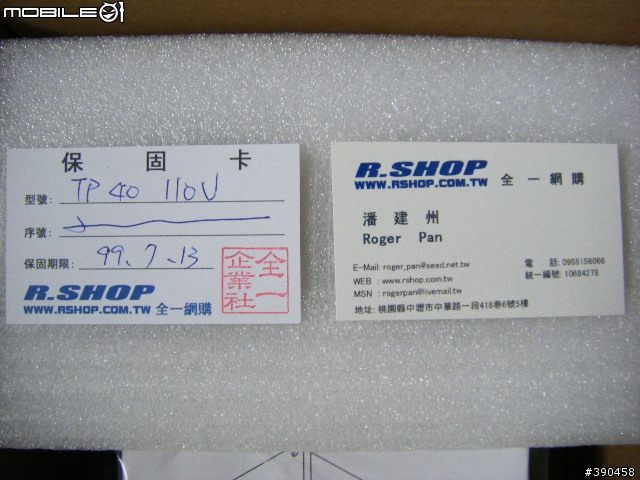 MOBILE01
保固卡
型號: TP 40 110V
序號:
保固期限: 99.7.13
R.SHOP
WWW.RSHOP.COM.TW 全一網購
全一
企業社
R.SHOP
WWW.RSHOP.COM.TW 全一網購
潘建州
Roger Pan
E-Mail: roger_pan@seed.net.tw
電話: 0955156066
WEB : www.rshop.com.tw
統一編號: 10684278
MSN : rogerpan@livemail.tw
地址: 桃園縣中壢市中華路一段418巷6號5樓
#390458